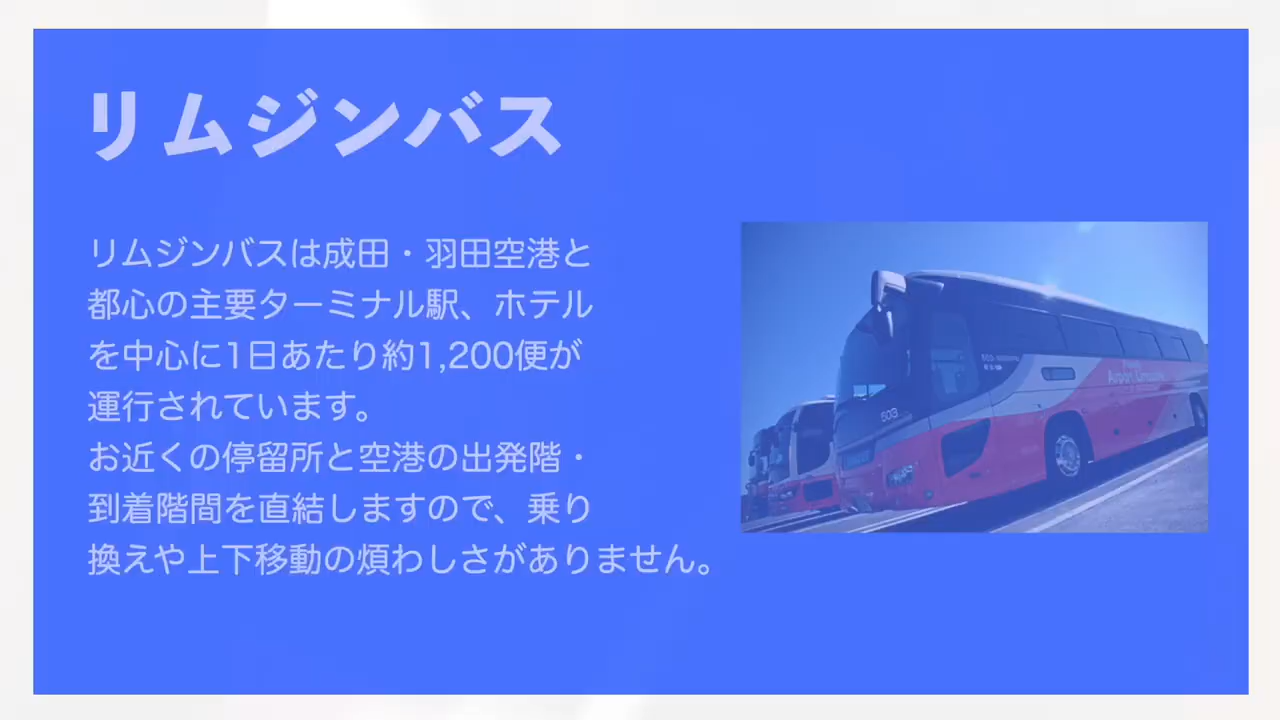 リムジンバス
リムジンバスは成田・羽田空港と
都心の主要ターミナル駅、ホテル
を中心に1日あたり約1,200便が
運行されています。
お近くの停留所と空港の出発階・
到着階間を直結しますので、乗り
換えや上下移動の煩わしさがありません。
503
Airport Limousine